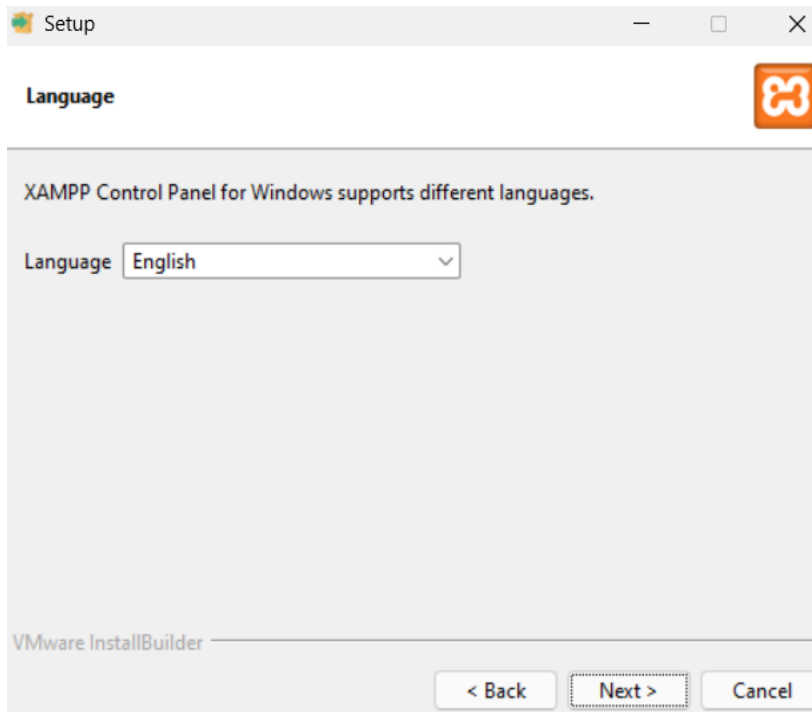 Setup
Language
XAMPP Control Panel for Windows supports different languages.
Language English
VMware InstallBuilder
< Back Next > Cancel